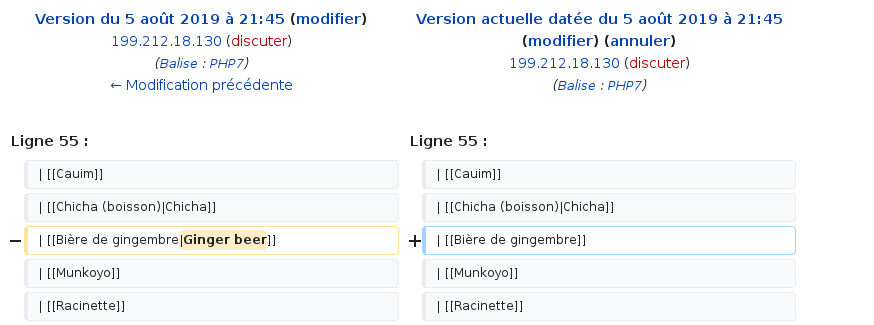 Version du 5 août 2019 à 21:45 (modifier)
199.212.18.130 (discuter)
(Balise : PHP7)
← Modification précédente
Version actuelle datée du 5 août 2019 à 21:45
(modifier) (annuler)
199.212.18.130 (discuter)
(Balise : PHP7)
Ligne 55 :
Ligne 55 :
| [[Cauim]]
| [[Cauim]]
| [[Chicha (boisson)|Chicha]]
| [[Chicha (boisson)|Chicha]]
− | [[Bière de gingembre|Ginger beer]]
+ | [[Bière de gingembre]]
| [[Munkoyo]]
| [[Munkoyo]]
| [[Racinette]]
| [[Racinette]]